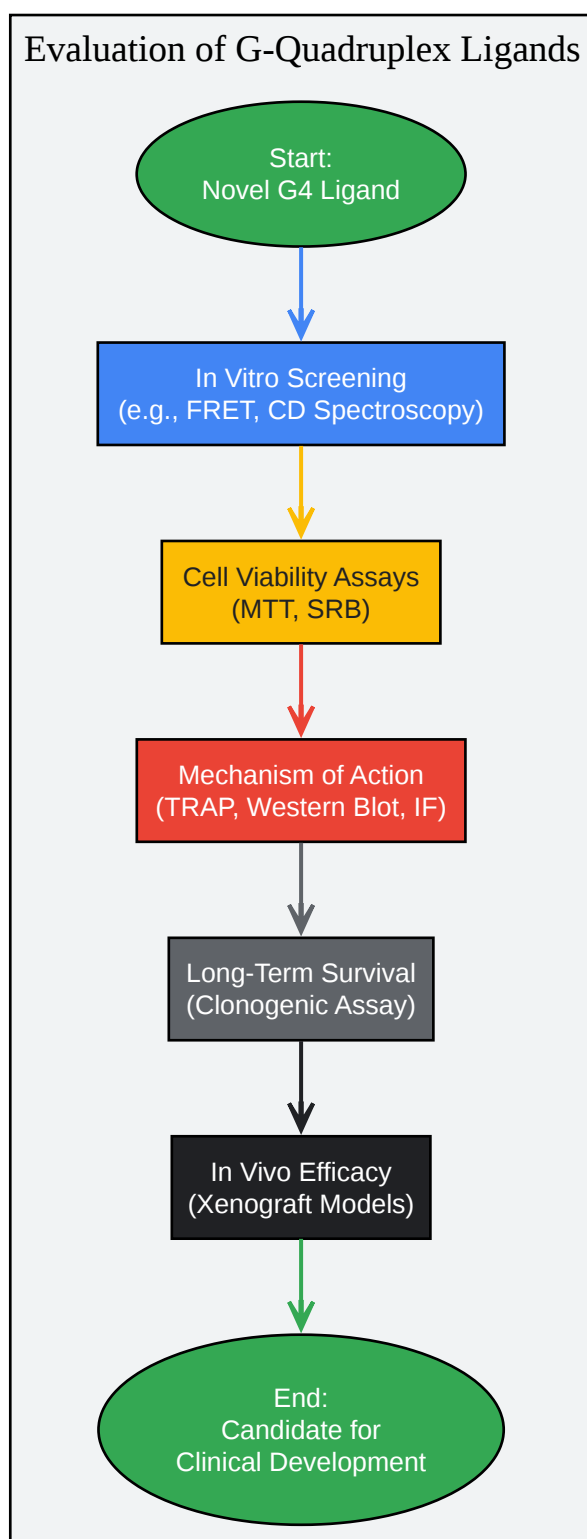 Evaluation of G-Quadruplex Ligands
Start:
Novel G4 Ligand
In Vitro Screening
(e.g., FRET, CD Spectroscopy)
Cell Viability Assays
(MTT, SRB)
Mechanism of Action
(TRAP, Western Blot, IF)
Long-Term Survival
(Clonogenic Assay)
In Vivo Efficacy
(Xenograft Models)
End:
Candidate for
Clinical Development